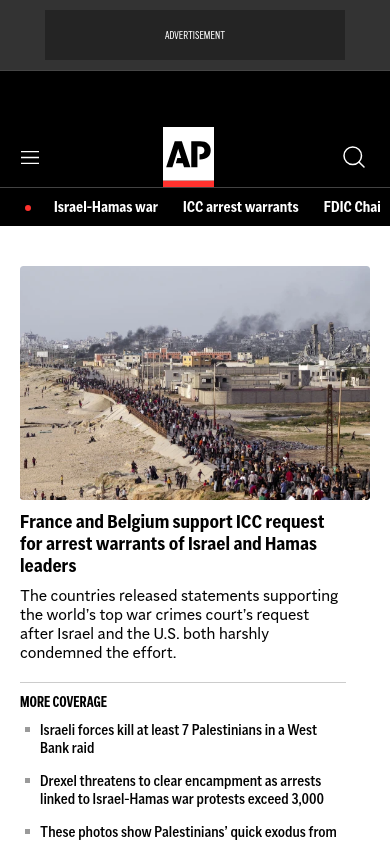 ADVERTISEMENT
AP
Israel-Hamas war ICC arrest warrants FDIC Chai
France and Belgium support ICC request
for arrest warrants of Israel and Hamas
leaders
The countries released statements supporting
the world's top war crimes court's request
after Israel and the U.S. both harshly
condemned the effort.
MORE COVERAGE
Israeli forces kill at least 7 Palestinians in a West
Bank raid
Drexel threatens to clear encampment as arrests
linked to Israel-Hamas war protests exceed 3,000
These photos show Palestinians' quick exodus from